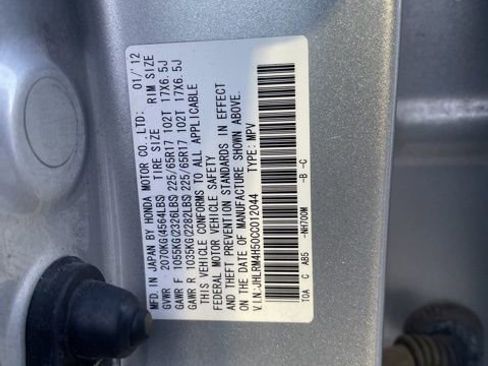 MFD. IN JAPAN BY HONDA MOTOR CO., LTD. 01/'12
GVWR 2070KG(4564LBS) TIRE SIZE RIM SIZE
GAWR F 1055KG(2326LBS) 225/65R17 102T 17X6.5J
GAWR R 1035KG(2282LBS) 225/65R17 102T 17X6.5J
THIS VEHICLE CONFORMS TO ALL APPLICABLE
FEDERAL MOTOR VEHICLE SAFETY
AND THEFT PREVENTION STANDARDS IN EFFECT
ON THE DATE OF MANUFACTURE SHOWN ABOVE.
V.I.N:JHLRM4H50CC012044 TYPE: MPV
TOA C AB5 -NH700M -B -C